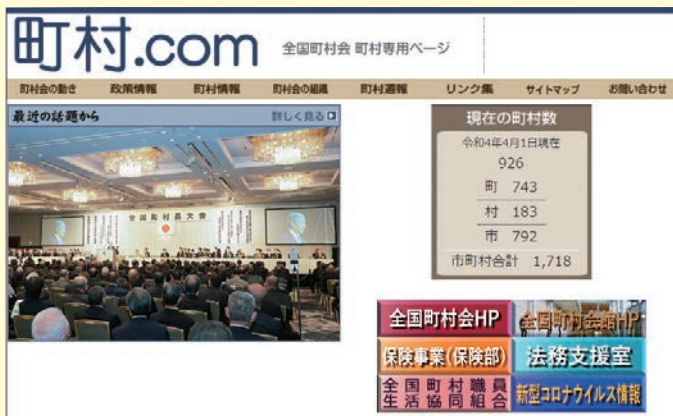 町村.com 全国町村会 町村専用ページ
町村会の動き 政策情報 町村情報 町村会の組織 町村週報 リンク集 サイトマップ お問い合わせ
最近の話題から 詳しく見る
全国町村長大会
現在の町村数
令和4年4月1日現在
926
町 743
村 183
市 792
市町村合計 1,718
全国町村会HP 全国町村会館HP
保険事業(保険部) 法務支援室
全国町村職員
生活協同組合
新型コロナウイルス情報